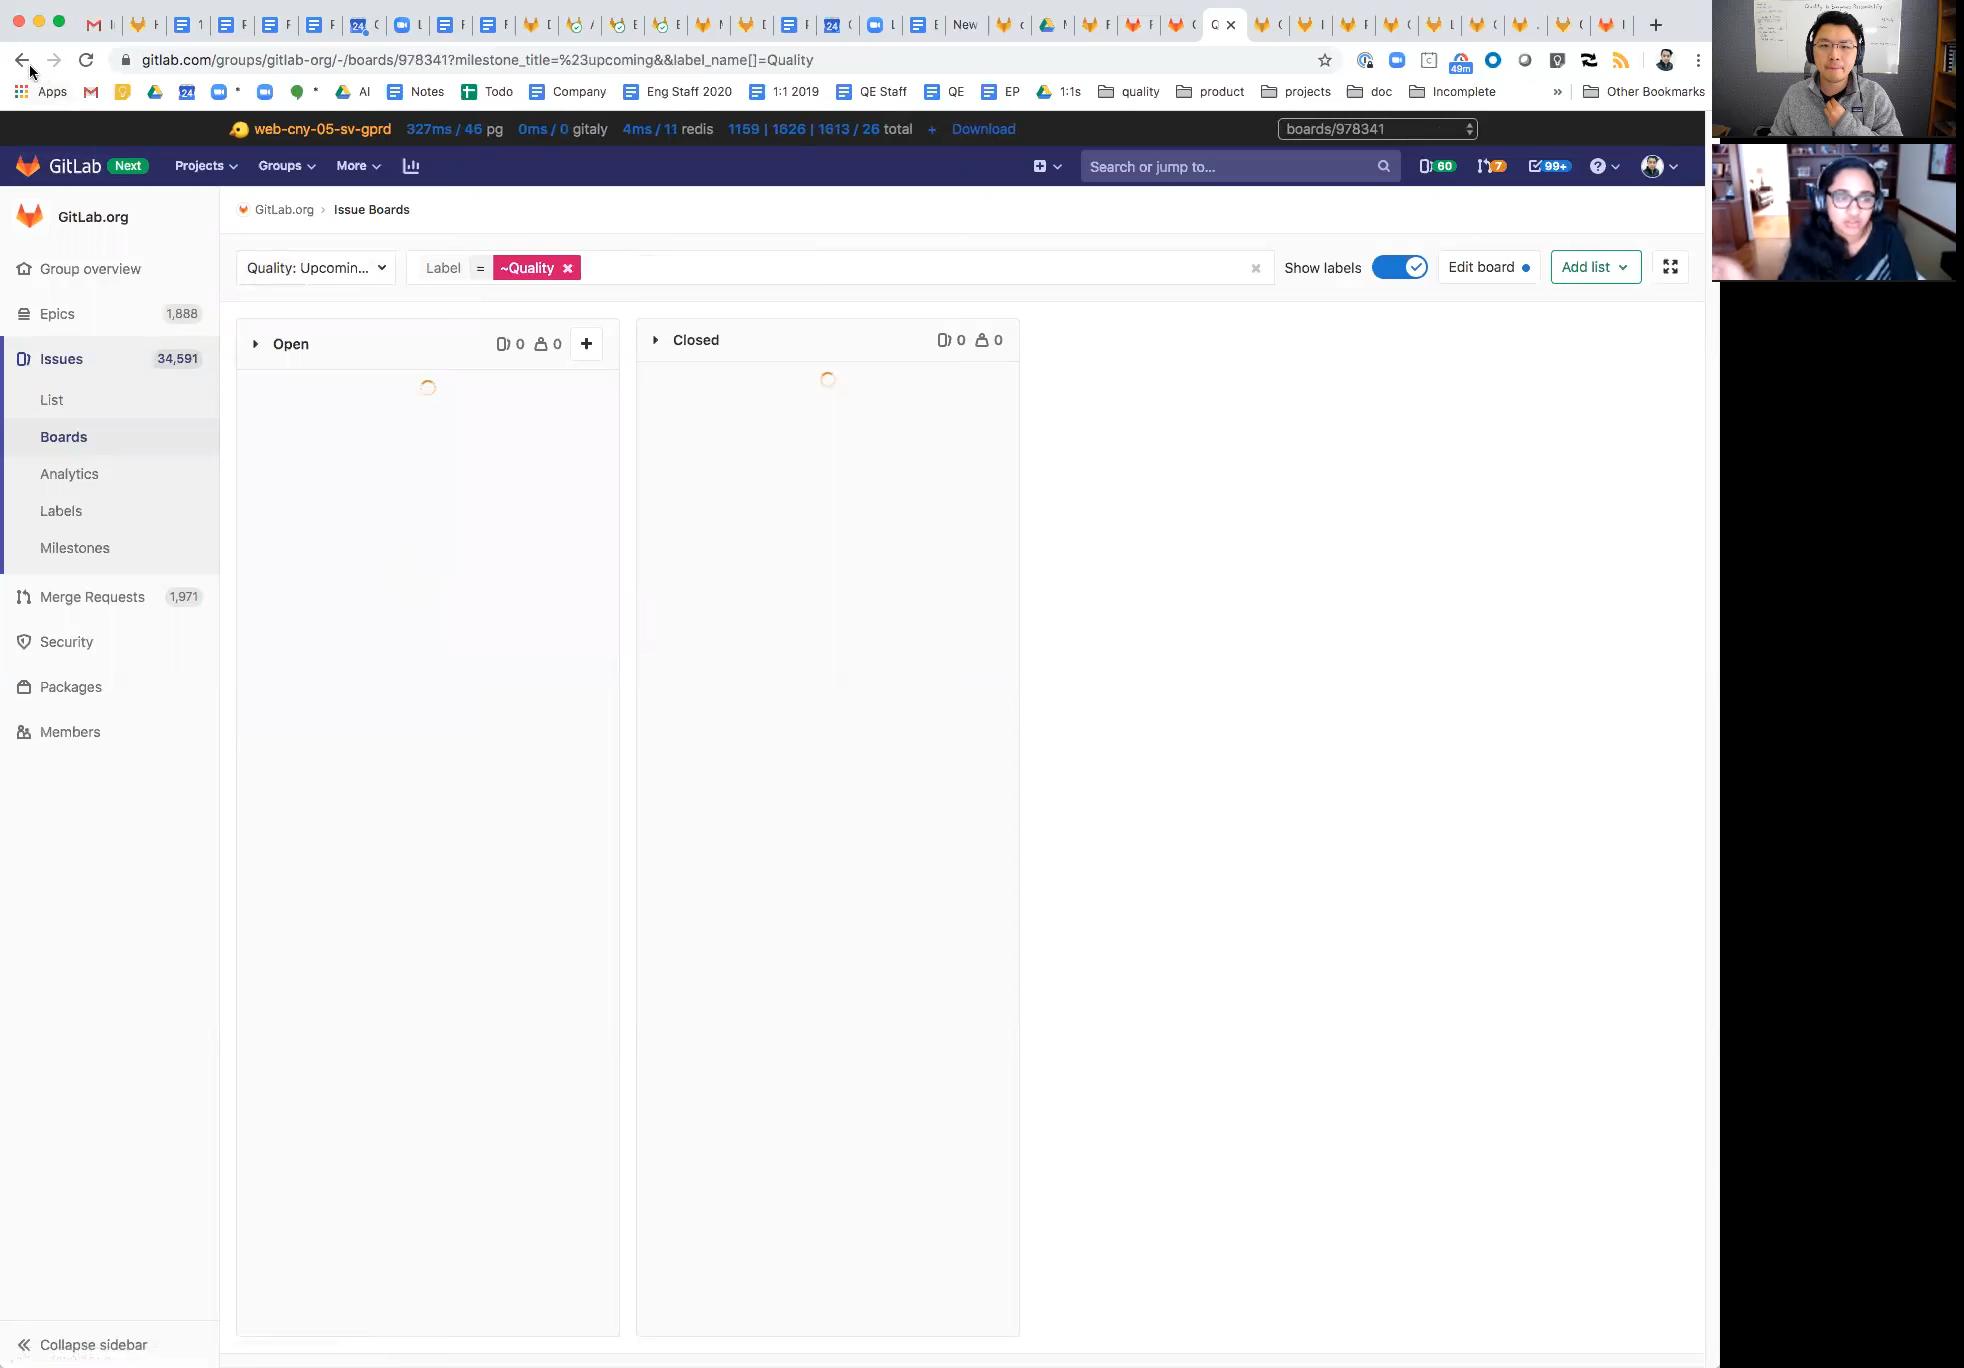 New
gitlab.com/groups/gitlab-org/-/boards/978341?milestone_title=%23upcoming&&label_name[]=Quality
49m
Apps 24 * * AI Notes Todo Company Eng Staff 2020 1:1 2019 QE Staff QE EP 1:1s quality product projects doc Incomplete » Other Bookmarks
web-cny-05-sv-gprd 327ms / 46 pg 0ms / 0 gitaly 4ms / 11 redis 1159 | 1626 | 1613 / 26 total + Download boards/978341
GitLab Next Projects Groups More Search or jump to... 60 7 99+
GitLab.org
GitLab.org › Issue Boards
Group overview
Quality: Upcomin... Label = ~Quality × Show labels Edit board Add list
Epics 1,888
Open 0 0 +
Closed 0 0
Issues 34,591
List
Boards
Analytics
Labels
Milestones
Merge Requests 1,971
Security
Packages
Members
Collapse sidebar